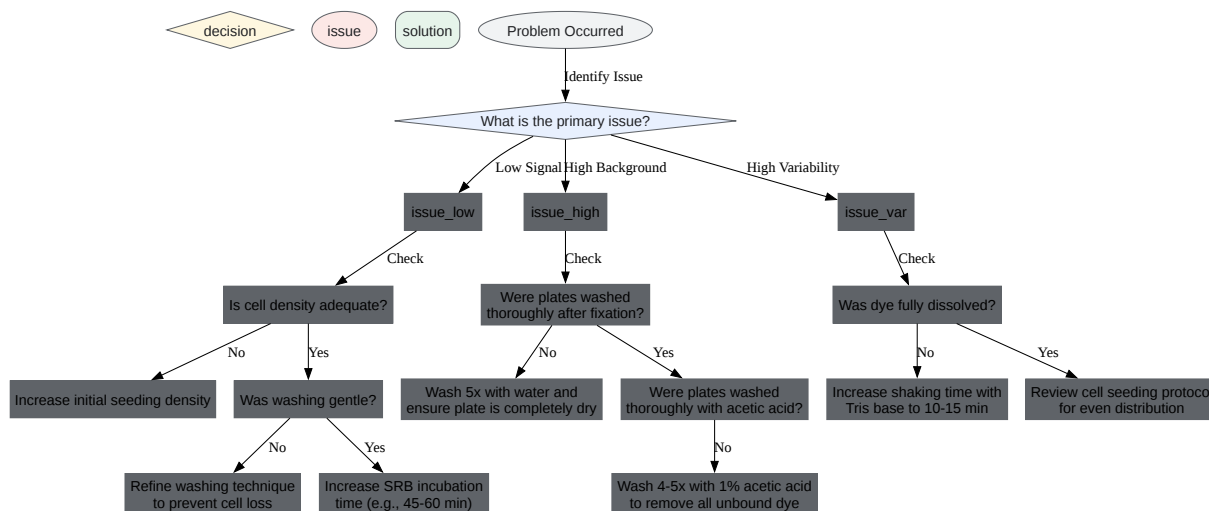 decision
issue
solution
Problem Occurred
Identify Issue
What is the primary issue?
Low Signal
High Background
High Variability
issue_low
issue_high
issue_var
Check
Check
Check
Is cell density adequate?
Were plates washed
thoroughly after fixation?
Was dye fully dissolved?
No
Yes
No
Yes
No
Yes
Increase initial seeding density
Was washing gentle?
Wash 5x with water and
ensure plate is completely dry
Were plates washed
thoroughly with acetic acid?
Increase shaking time with
Tris base to 10-15 min
Review cell seeding protoco
for even distribution
No
Yes
No
Refine washing technique
to prevent cell loss
Increase SRB incubation
time (e.g., 45-60 min)
Wash 4-5x with 1% acetic acid
to remove all unbound dye